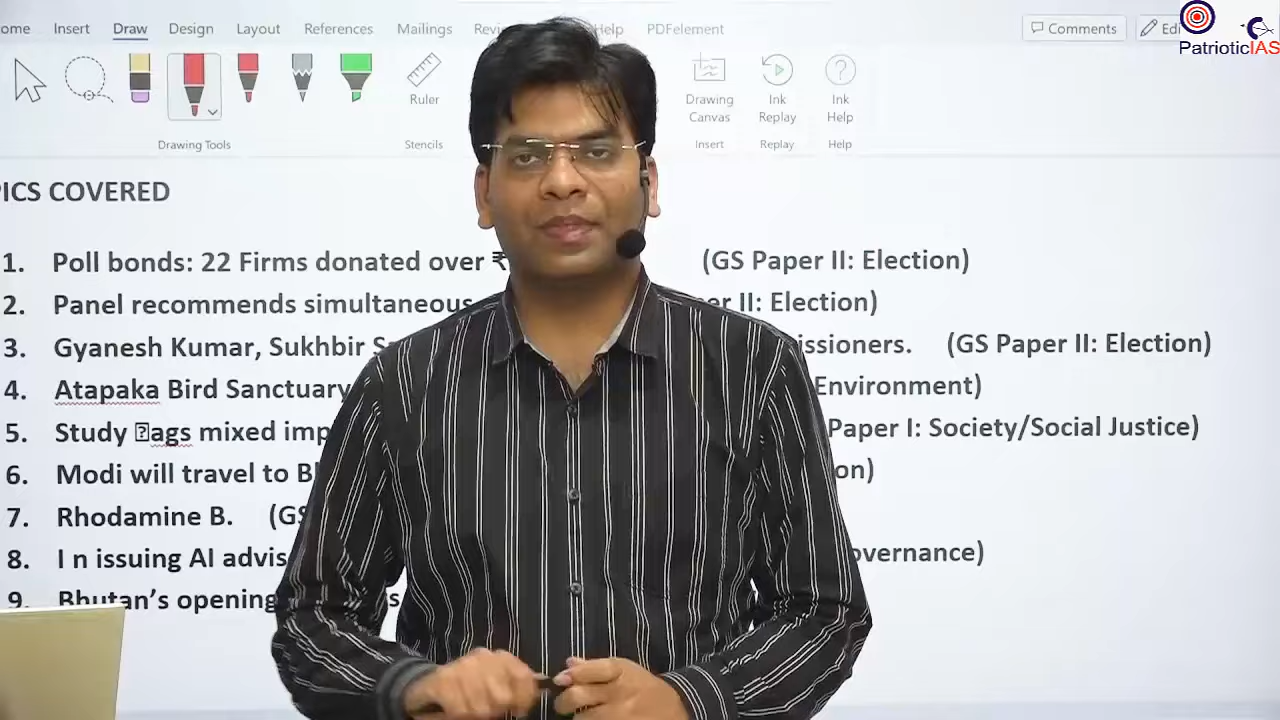 ome Insert Draw Design Layout References Mailings Help PDFelement Comments
PatrioticIAS
Ruler Drawing Canvas Ink Replay Ink Help
Drawing Tools Stencils Insert Replay Help
PICS COVERED
1. Poll bonds: 22 Firms donated over ₹ (GS Paper II: Election)
2. Panel recommends simultaneous er II: Election)
3. Gyanesh Kumar, Sukhbir S issioners. (GS Paper II: Election)
4. Atapaka Bird Sanctuary Environment)
5. Study ags mixed imp Paper I: Society/Social Justice)
6. Modi will travel to B on)
7. Rhodamine B. (GS
8. I n issuing AI advis overnance)
9. Bhutan's opening s